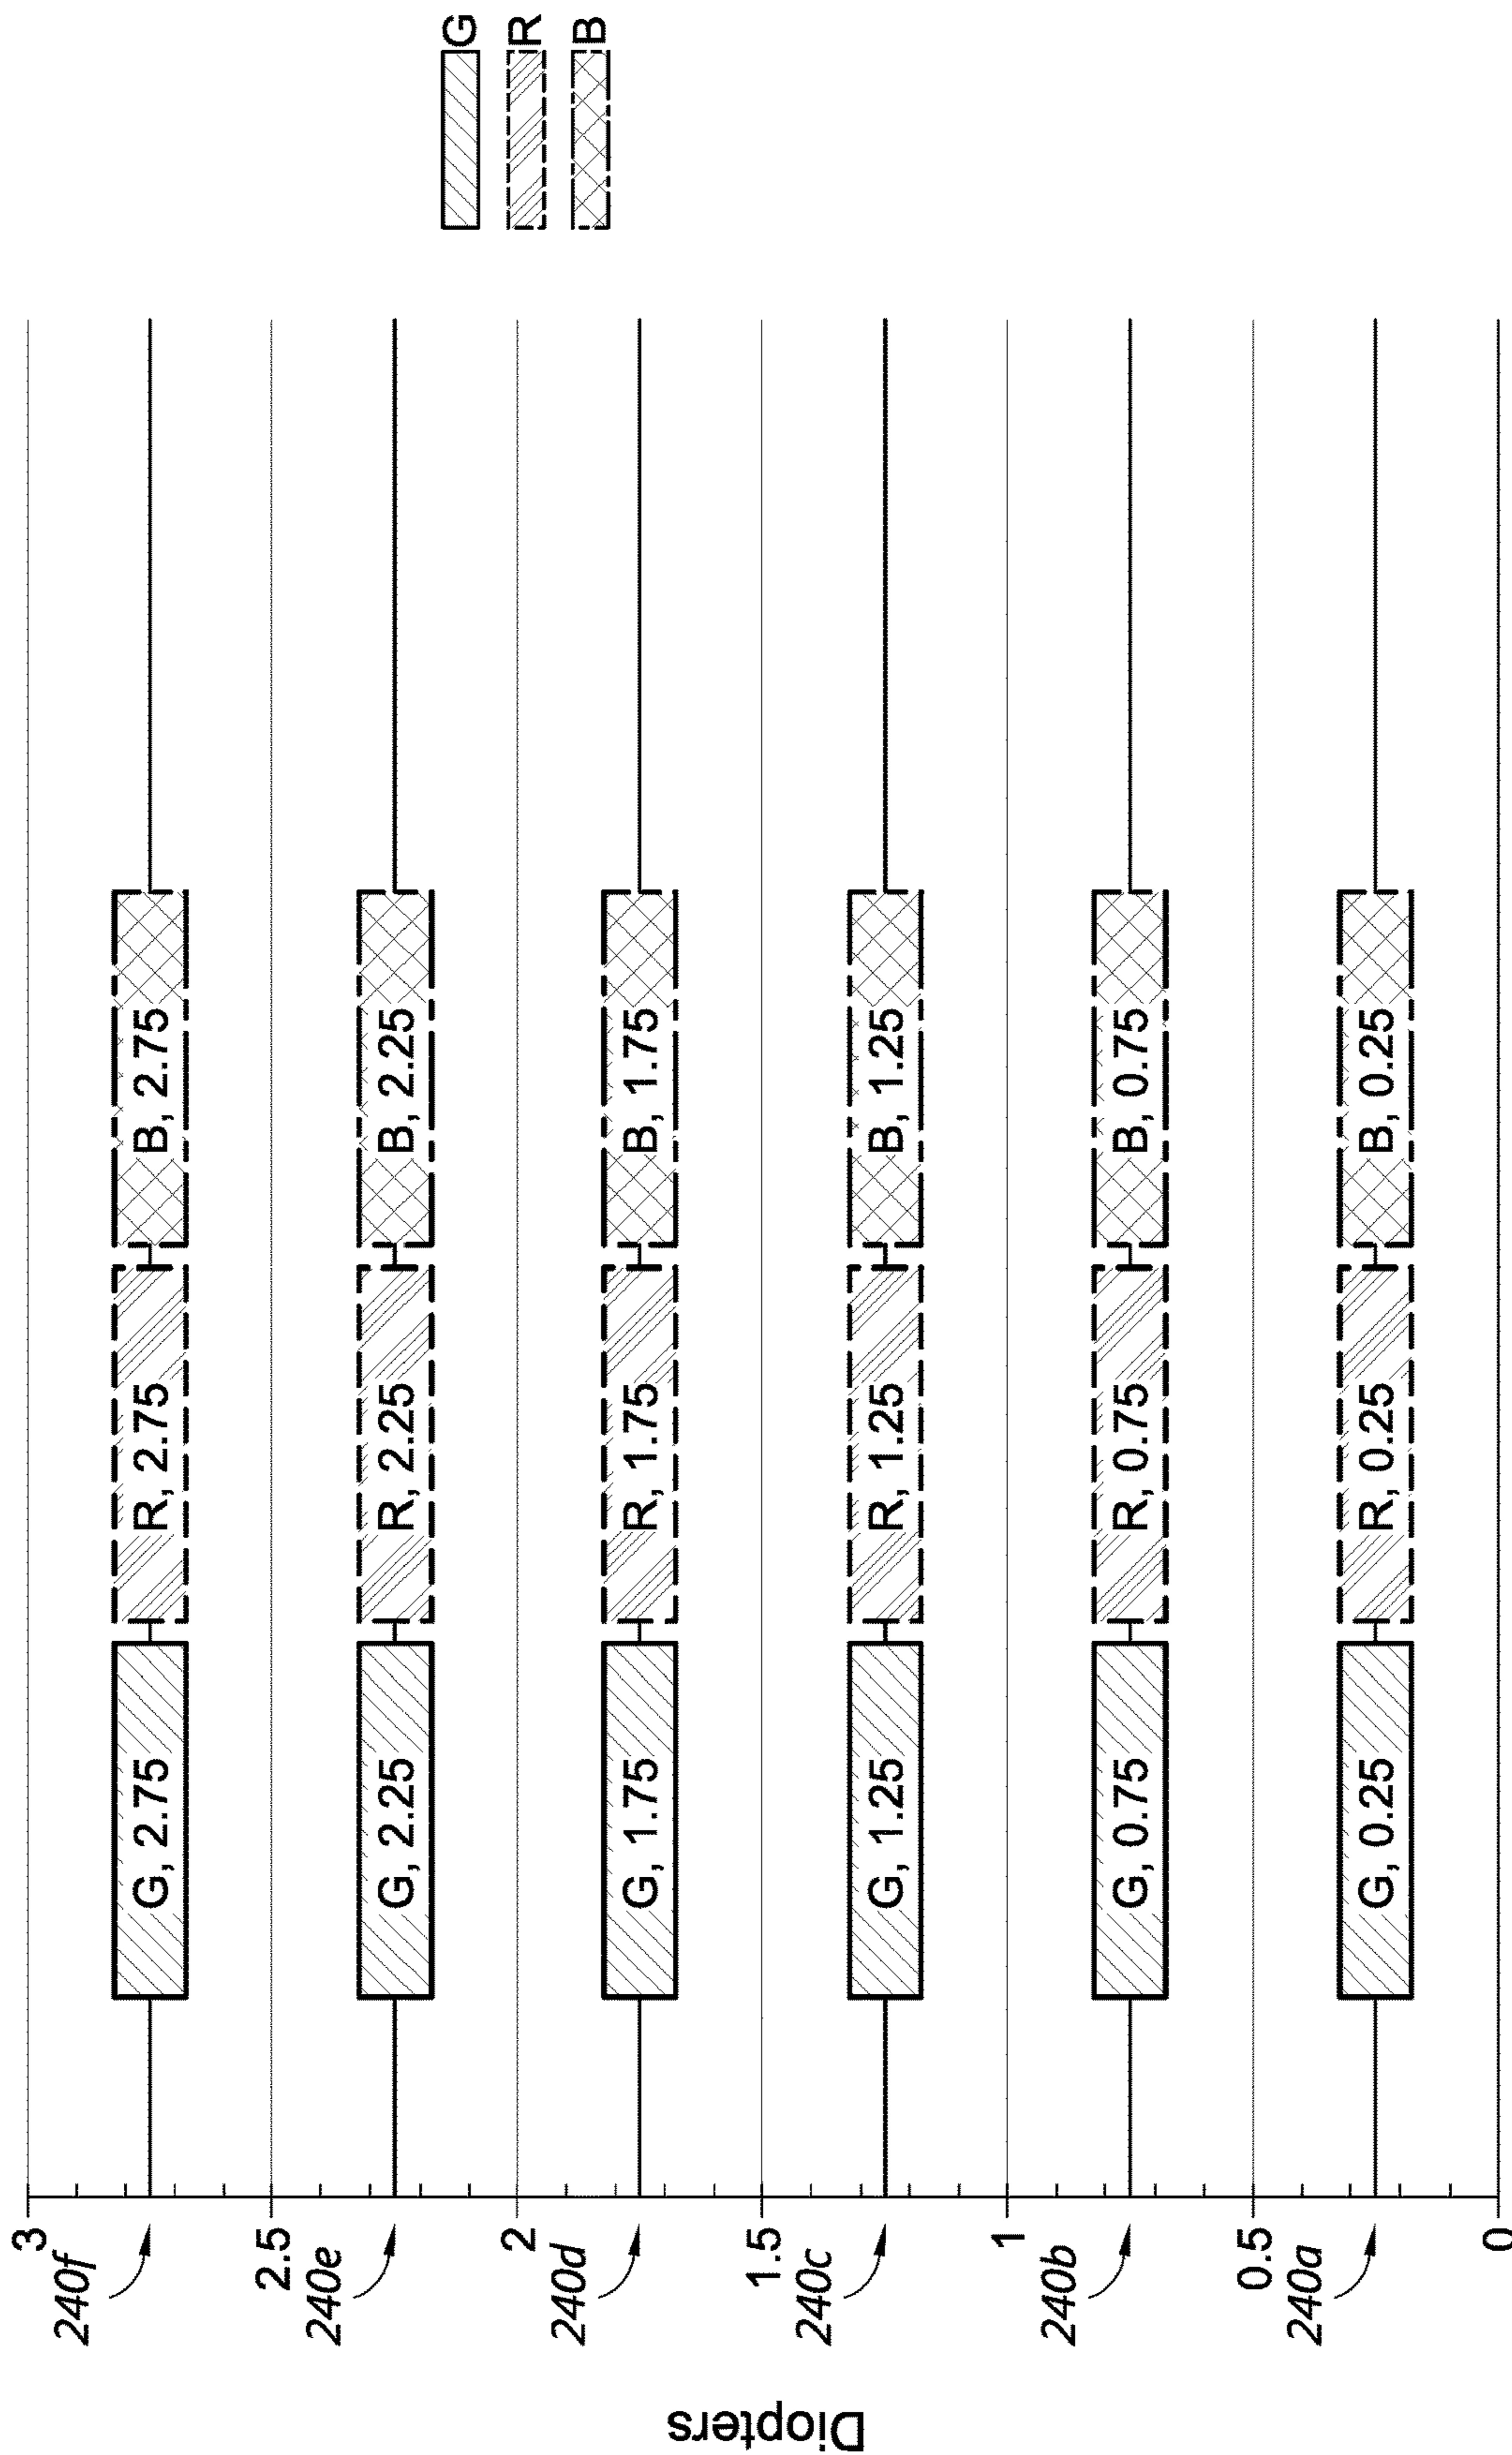 Diopters
3
240f
G, 2.75 R, 2.75 B, 2.75
2.5
240e
G, 2.25 R, 2.25 B, 2.25
2
240d
G, 1.75 R, 1.75 B, 1.75
1.5
240c
G, 1.25 R, 1.25 B, 1.25
1
240b
G, 0.75 R, 0.75 B, 0.75
0.5
240a
G, 0.25 R, 0.25 B, 0.25
0
G
R
B